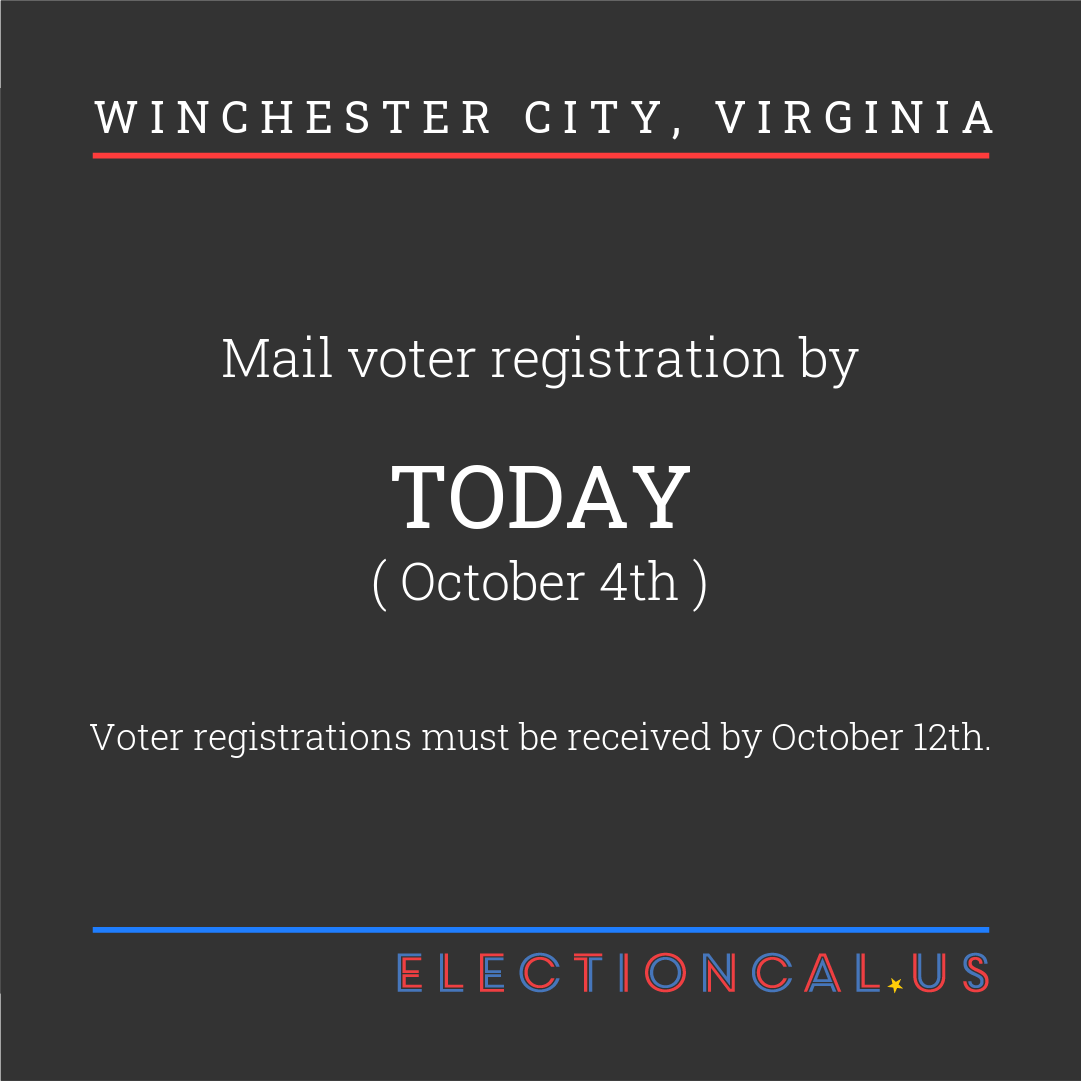 WINCHESTER CITY, VIRGINIA
Mail voter registration by
TODAY
( October 4th )
Voter registrations must be received by October 12th.
ELECTIONCAL.US